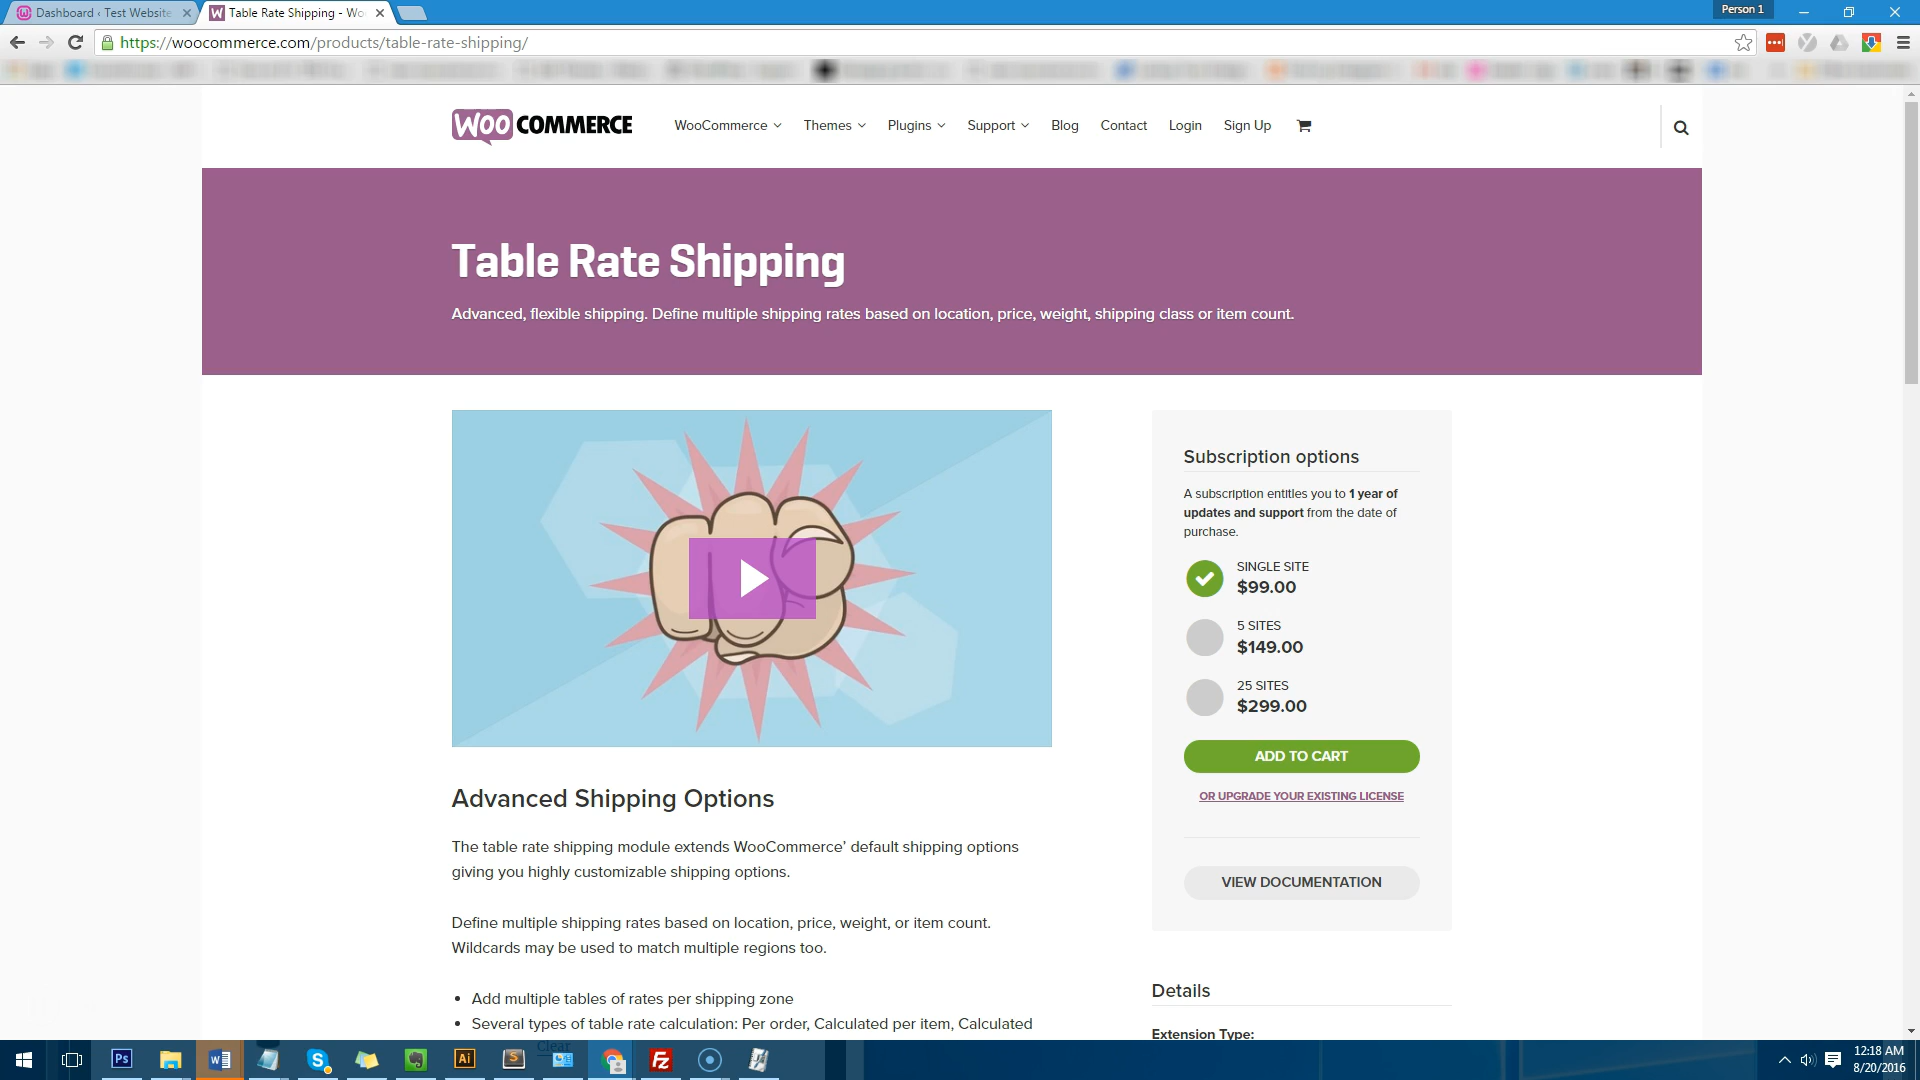 Dashboard ‹ Test Website
Table Rate Shipping - Wo
Person 1
https://woocommerce.com/products/table-rate-shipping/
WOOCOMMERCE
WooCommerce
Themes
Plugins
Support
Blog
Contact
Login
Sign Up
Table Rate Shipping
Advanced, flexible shipping. Define multiple shipping rates based on location, price, weight, shipping class or item count.
Subscription options
A subscription entitles you to 1 year of
updates and support from the date of
purchase.
SINGLE SITE
$99.00
5 SITES
$149.00
25 SITES
$299.00
ADD TO CART
OR UPGRADE YOUR EXISTING LICENSE
VIEW DOCUMENTATION
Advanced Shipping Options
The table rate shipping module extends WooCommerce’ default shipping options
giving you highly customizable shipping options.
Define multiple shipping rates based on location, price, weight, or item count.
Wildcards may be used to match multiple regions too.
• Add multiple tables of rates per shipping zone
• Several types of table rate calculation: Per order, Calculated per item, Calculated
Details
Extension Type:
Clear
Ps
W
S
Ai
S
Fz
12:18 AM
8/20/2016